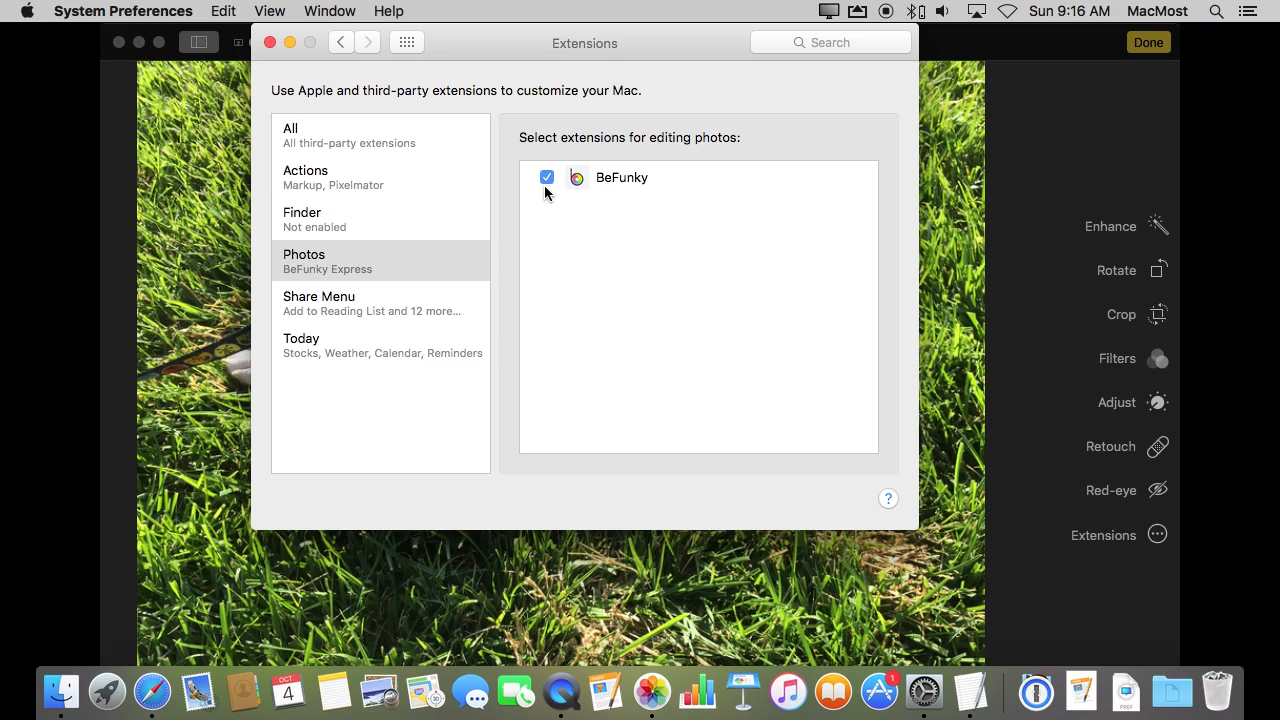 System Preferences Edit View Window Help Sun 9:16 AM MacMost
Extensions
Search
Done
Use Apple and third-party extensions to customize your Mac.
All
All third-party extensions
Actions
Markup, Pixelmator
Finder
Not enabled
Photos
BeFunky Express
Share Menu
Add to Reading List and 12 more...
Today
Stocks, Weather, Calendar, Reminders
Select extensions for editing photos:
BeFunky
?
Enhance
Rotate
Crop
Filters
Adjust
Retouch
Red-eye
Extensions
OCT
4
1
PREF